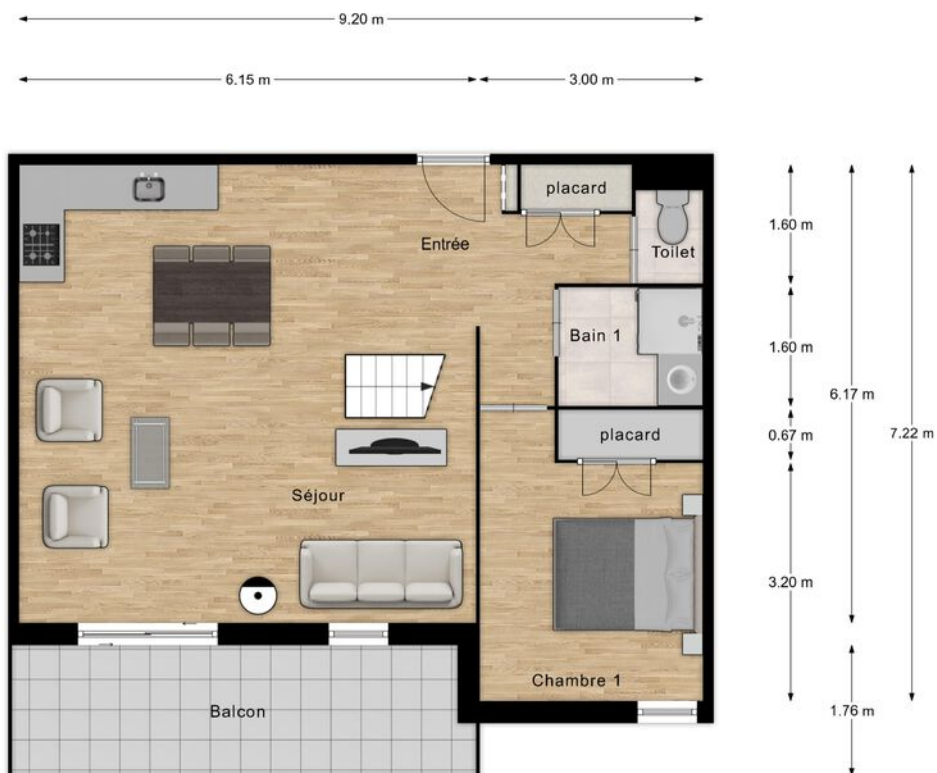 9.20 m
6.15 m
3.00 m
placard
1.60 m
Entrée
Toilet
Bain 1
1.60 m
6.17 m
placard
0.67 m
7.22 m
Séjour
3.20 m
Chambre 1
Balcon
1.76 m